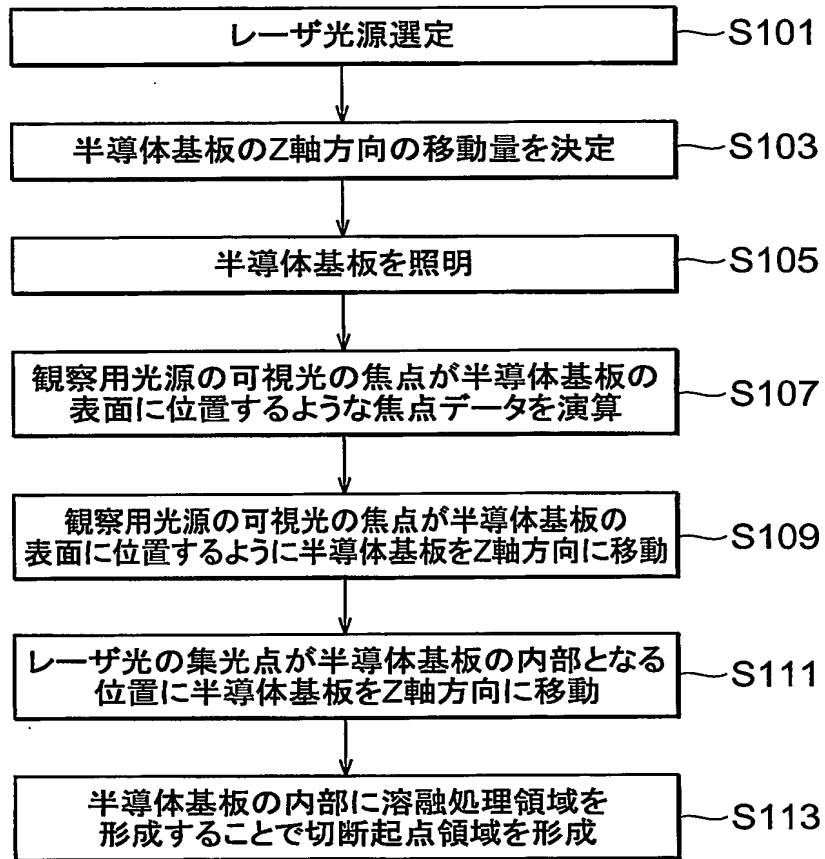 レーザ光源選定
S101
半導体基板のZ軸方向の移動量を決定
S103
半導体基板を照明
S105
観察用光源の可視光の焦点が半導体基板の
表面に位置するような焦点データを演算
S107
観察用光源の可視光の焦点が半導体基板の
表面に位置するように半導体基板をZ軸方向に移動
S109
レーザ光の集光点が半導体基板の内部となる
位置に半導体基板をZ軸方向に移動
S111
半導体基板の内部に溶融処理領域を
形成することで切断起点領域を形成
S113